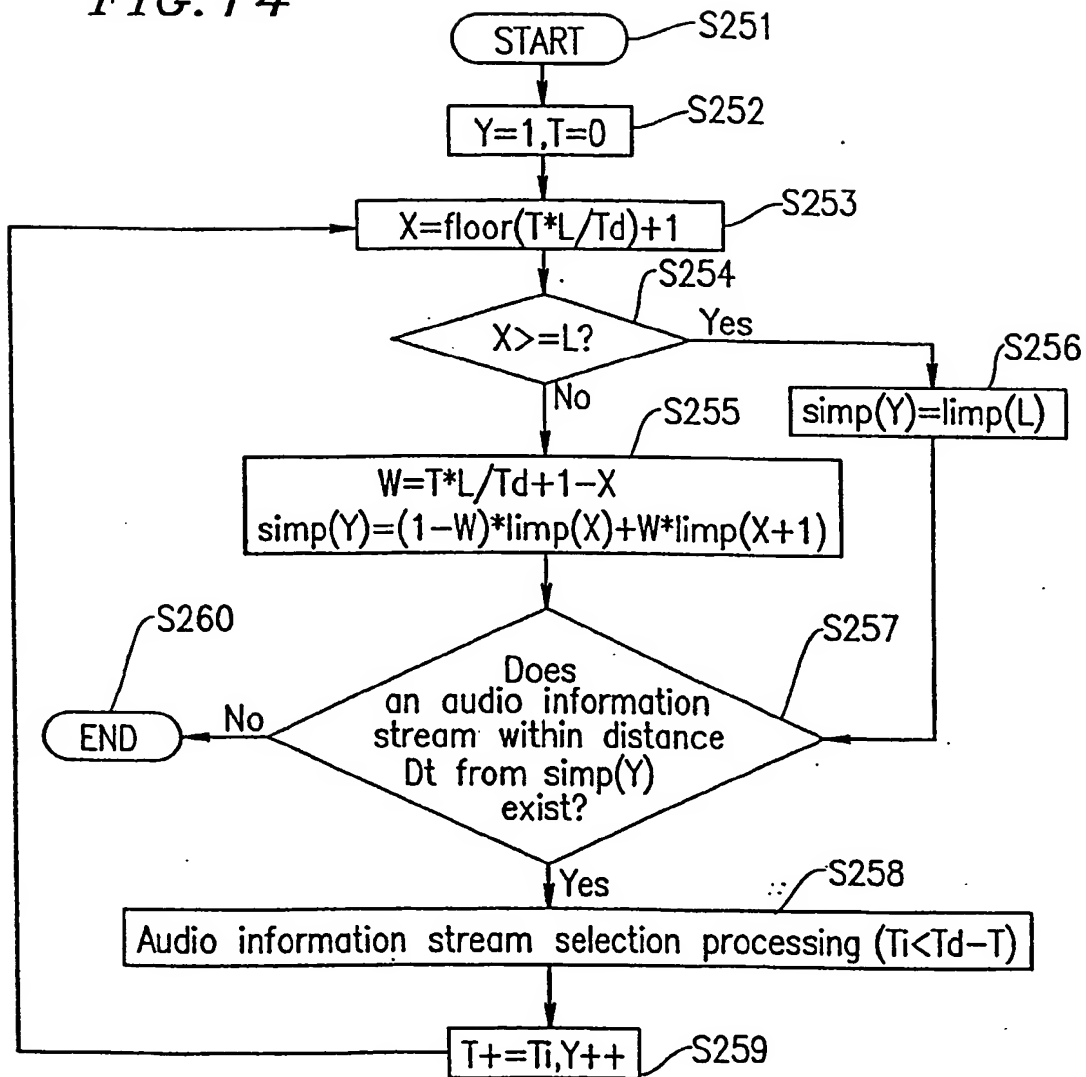 FIG. 74
START
S251
Y=1,T=0
S252
X=floor(T*L/Td)+1
S253
X>=L?
S254
Yes
No
simp(Y)=limp(L)
S256
W=T*L/Td+1-X
simp(Y)=(1-W)*limp(X)+W*limp(X+1)
S255
Does
an audio information
stream within distance
Dt from simp(Y)
exist?
S257
No
END
S260
Yes
Audio information stream selection processing (Ti<Td-T)
S258
T+=Ti,Y++
S259